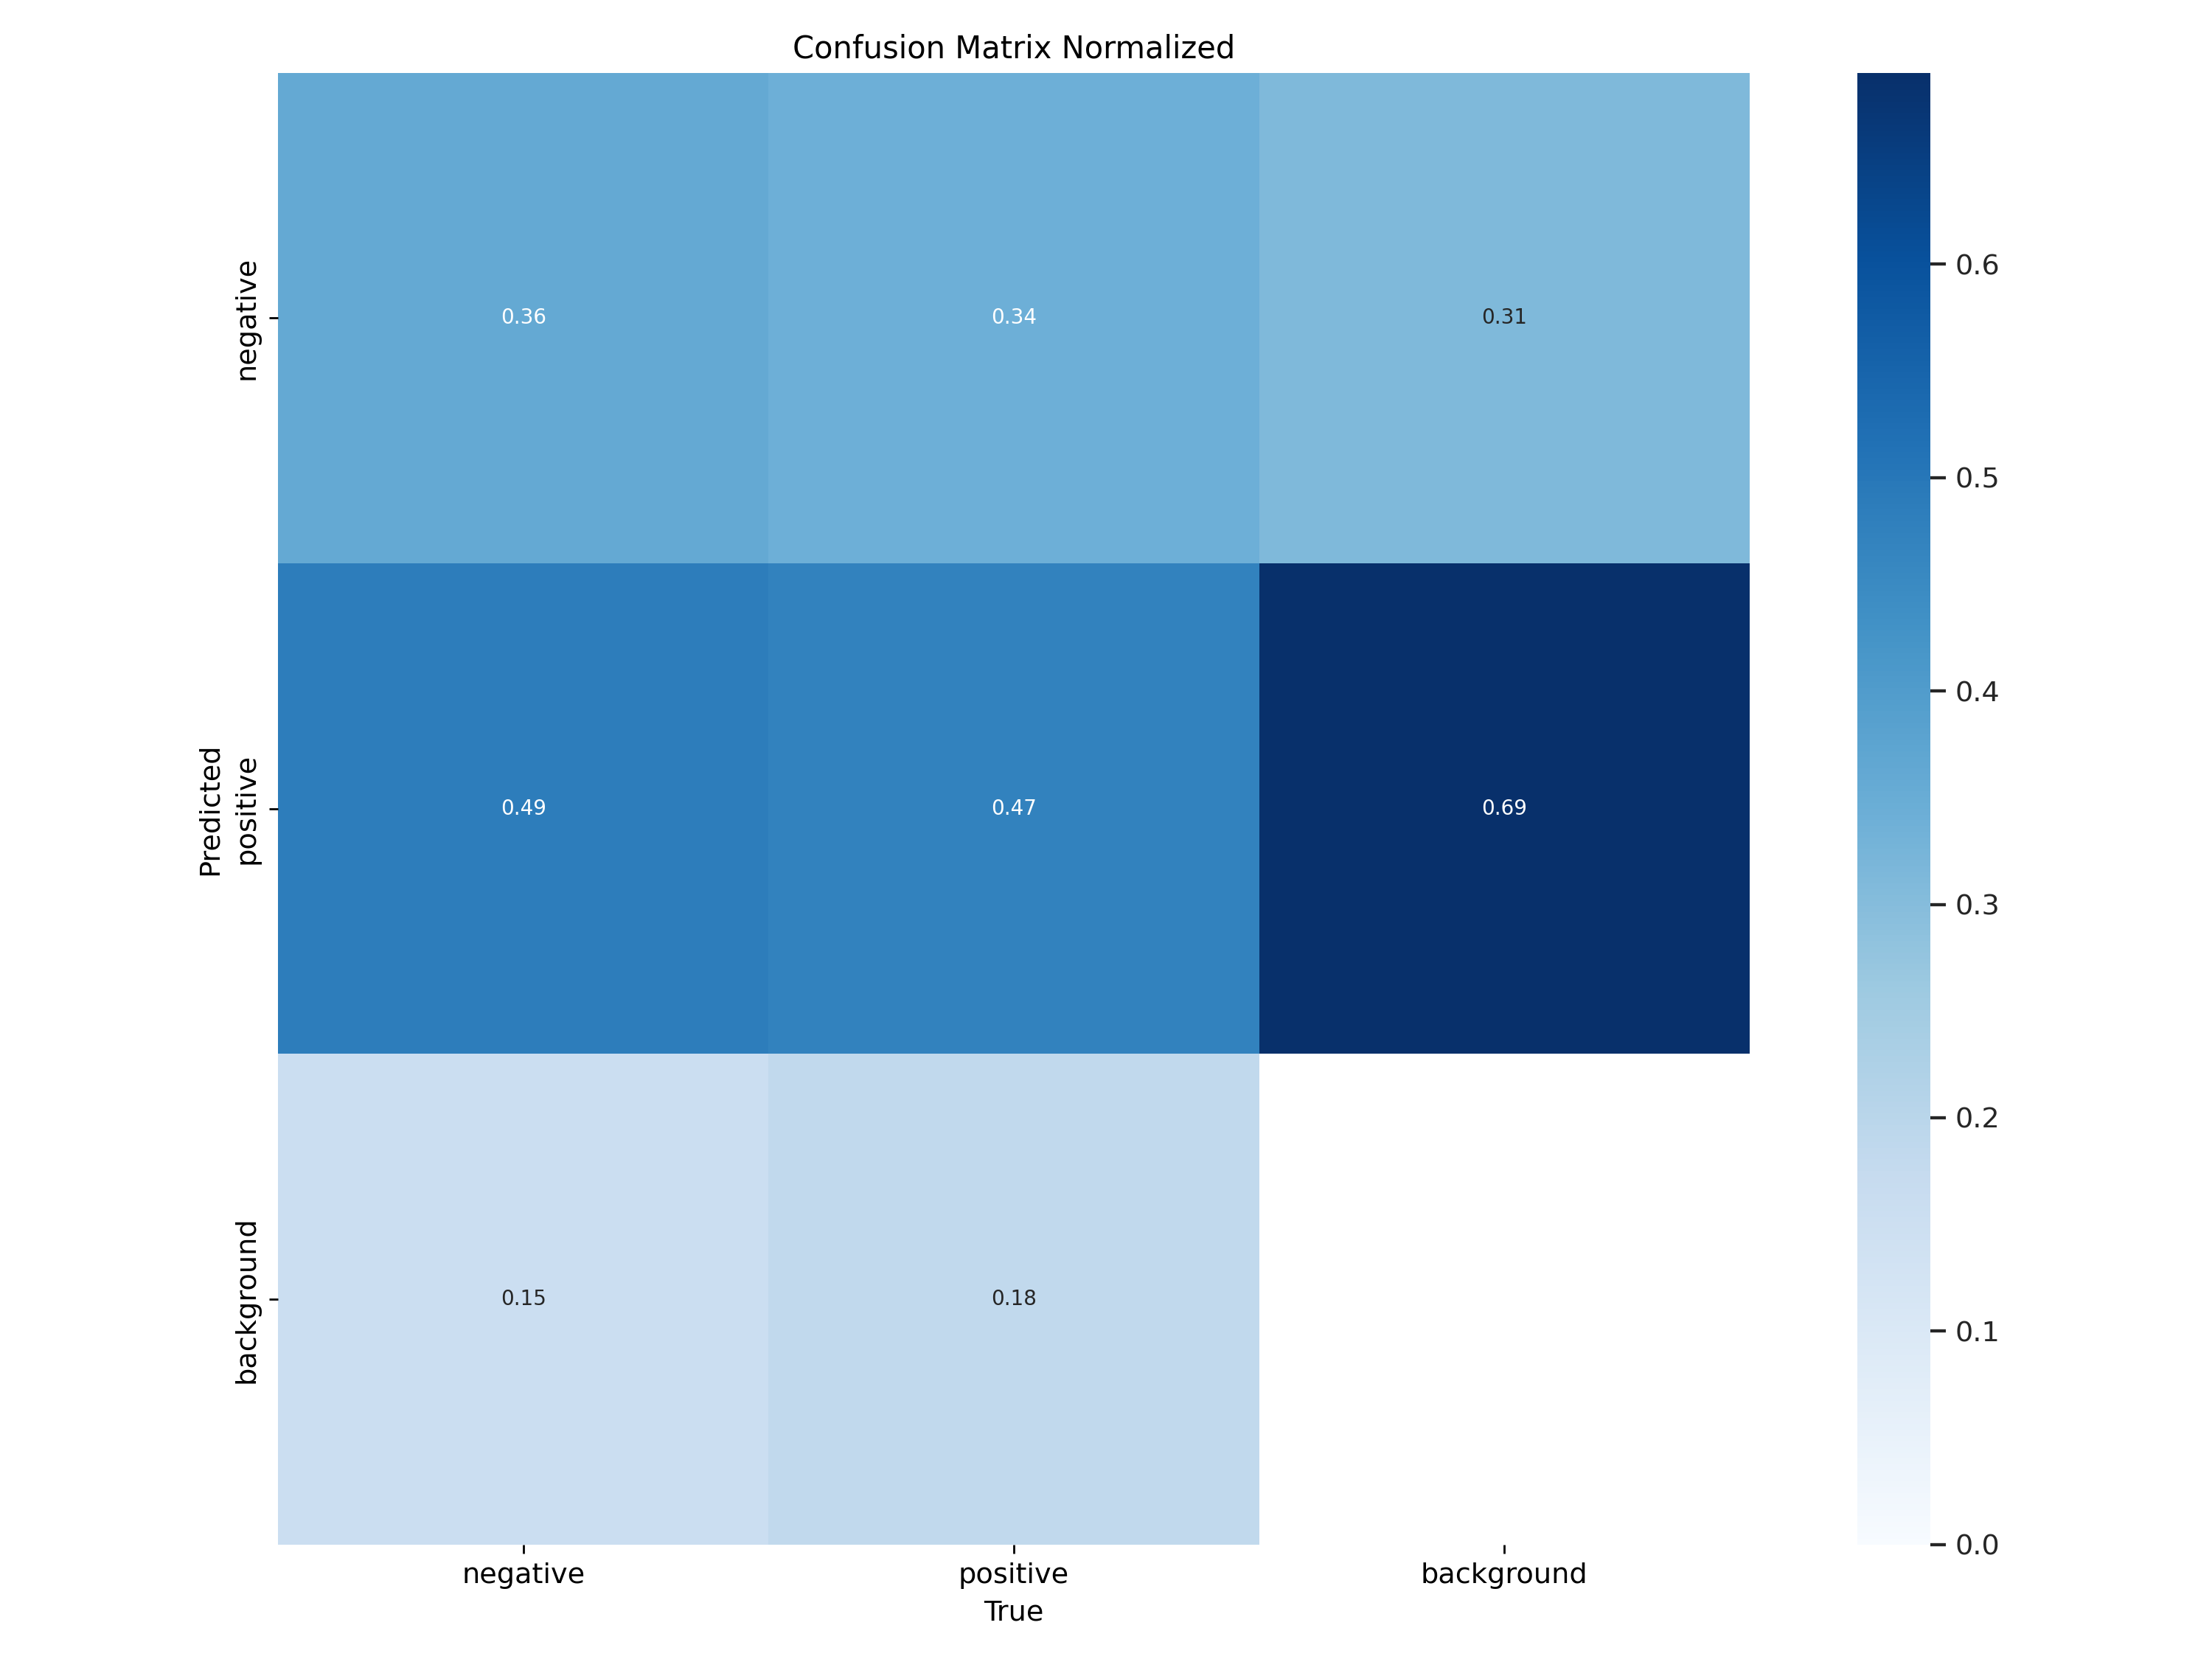 Confusion Matrix Normalized
negative
0.36 0.34 0.31
0.6
0.5
0.4
Predicted
positive
0.49 0.47 0.69
0.3
0.2
background
0.15 0.18
0.1
0.0
negative positive background
True